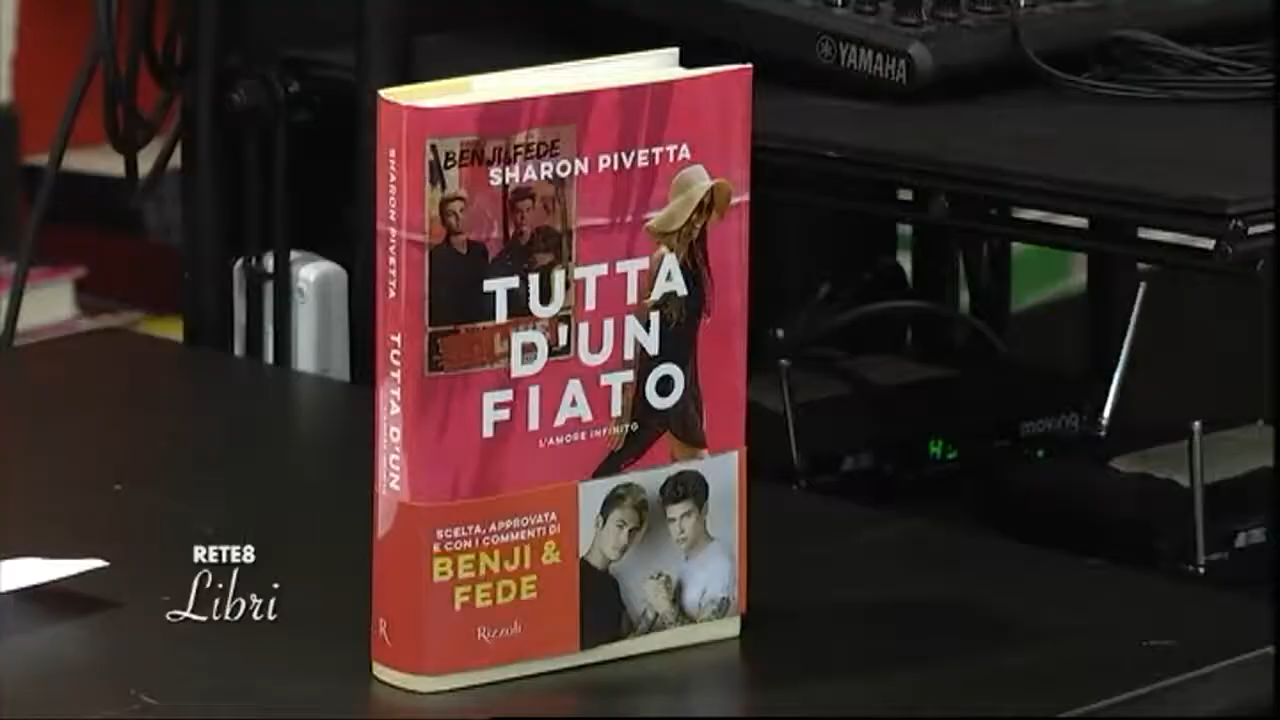 YAMAHA
BENJI & FEDE
SHARON PIVETTA
TUTTA
D'UN
FIATO
L'AMORE INFINITO
SCELTA, APPROVATA
E CON I COMMENTI DI
BENJI &
FEDE
Rizzoli
SHARON PIVETTA
TUTTA D'UN
R
moving
RETE8
Libri